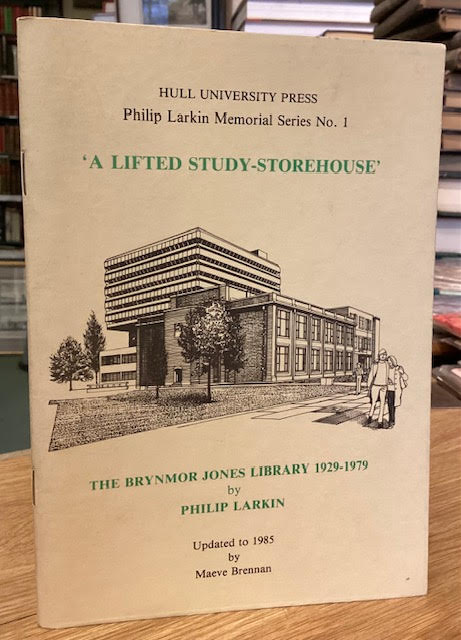 HULL UNIVERSITY PRESS
Philip Larkin Memorial Series No. 1
'A LIFTED STUDY-STOREHOUSE'
THE BRYNMOR JONES LIBRARY 1929-1979
by
PHILIP LARKIN
Updated to 1985
by
Maeve Brennan